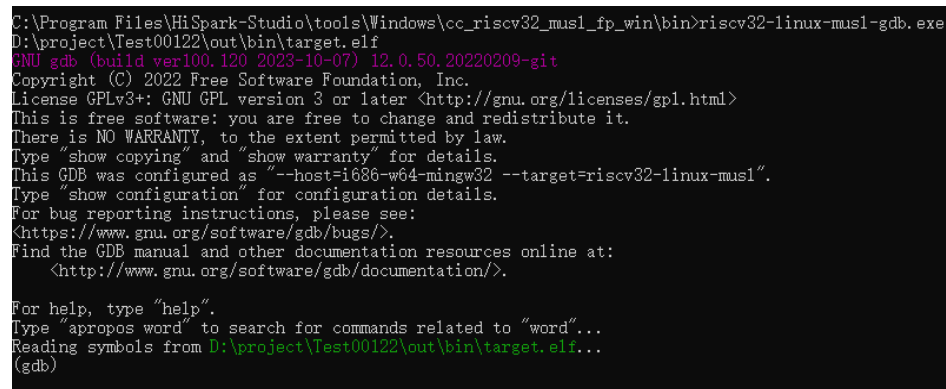 C:\Program Files\HiSpark-Studio\tools\Windows\cc_riscv32_musl_fp_win\bin>riscv32-linux-musl-gdb.exe
D:\project\Test00122\out\bin\target.elf
GNU gdb (build ver100.120 2023-10-07) 12.0.50.20220209-git
Copyright (C) 2022 Free Software Foundation, Inc.
License GPLv3+: GNU GPL version 3 or later <http://gnu.org/licenses/gpl.html>
This is free software: you are free to change and redistribute it.
There is NO WARRANTY, to the extent permitted by law.
Type "show copying" and "show warranty" for details.
This GDB was configured as "--host=i686-w64-mingw32 --target=riscv32-linux-musl".
Type "show configuration" for configuration details.
For bug reporting instructions, please see:
<https://www.gnu.org/software/gdb/bugs/>.
Find the GDB manual and other documentation resources online at:
<http://www.gnu.org/software/gdb/documentation/>.
For help, type "help".
Type "apropos word" to search for commands related to "word"...
Reading symbols from D:\project\Test00122\out\bin\target.elf...
(gdb)